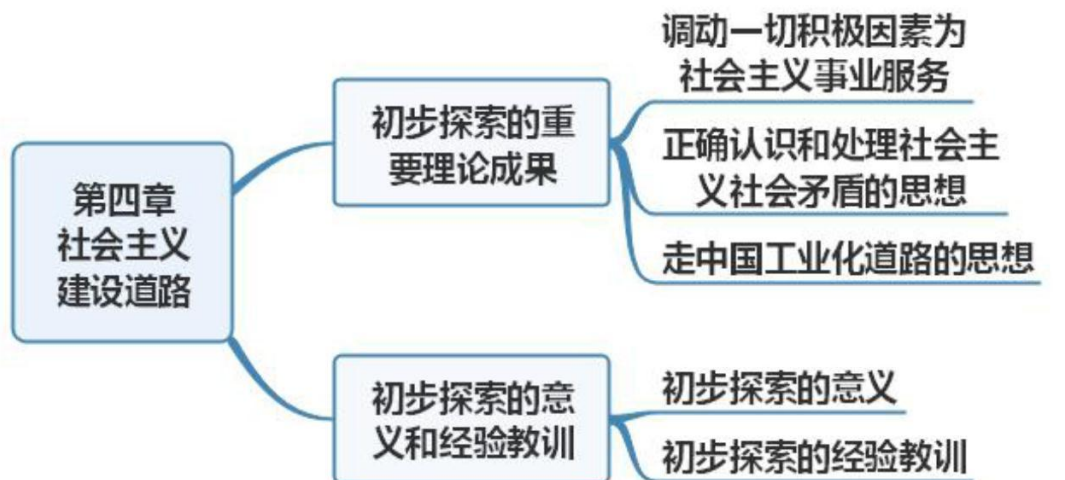 第四章
社会主义
建设道路
初步探索的重
要理论成果
调动一切积极因素为
社会主义事业服务
正确认识和处理社会主
义社会矛盾的思想
走中国工业化道路的思想
初步探索的意
义和经验教训
初步探索的意义
初步探索的经验教训